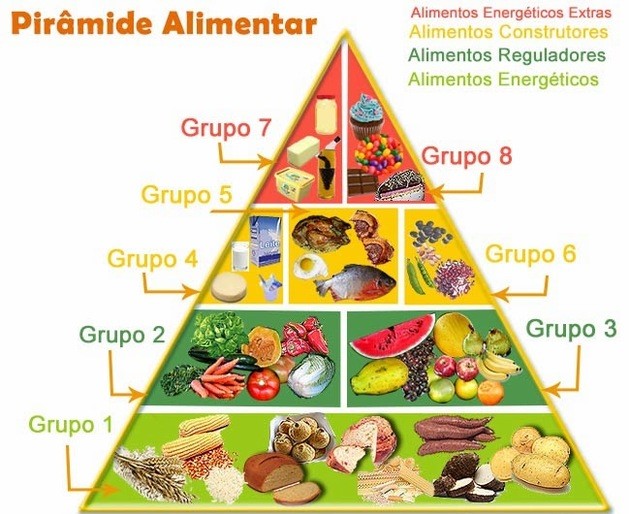 Pirâmide Alimentar
Alimentos Energéticos Extras
Alimentos Construtores
Alimentos Reguladores
Alimentos Energéticos
Grupo 7
Grupo 8
Grupo 5
Grupo 4
Grupo 6
Leite
Grupo 2
Grupo 3
Grupo 1